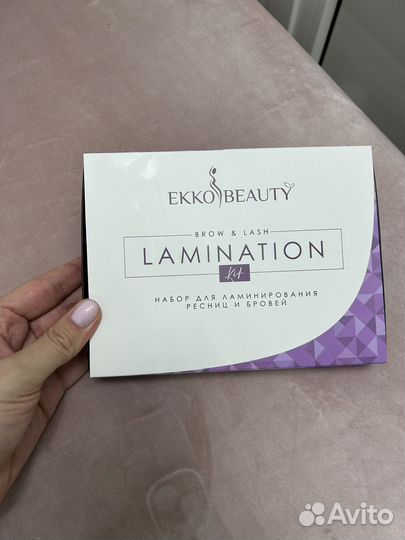 EKKO BEAUTY
BROW & LASH
LAMINATION
Kit
НАБОР ДЛЯ ЛАМИНИРОВАНИЯ
РЕСНИЦ И БРОВЕЙ
Avito